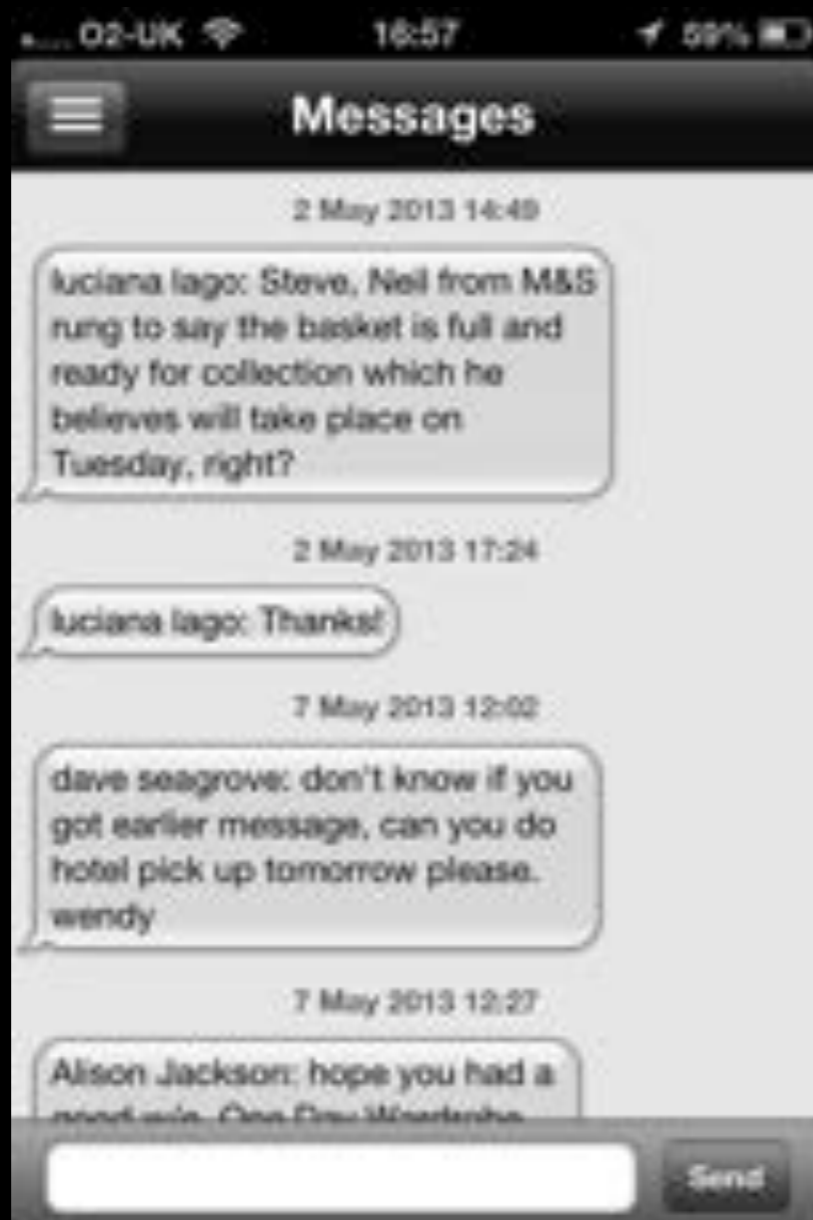 O2-UK 16:57 59%
Messages
2 May 2013 14:49
luciana lago: Steve, Neil from M&S
rung to say the basket is full and
ready for collection which he
believes will take place on
Tuesday, right?
2 May 2013 17:24
luciana lago: Thanks!
7 May 2013 12:02
dave seagrove: don't know if you
got earlier message, can you do
hotel pick up tomorrow please.
wendy
7 May 2013 12:27
Alison Jackson: hope you had a
good w/e. One Day Wardrobe
Send